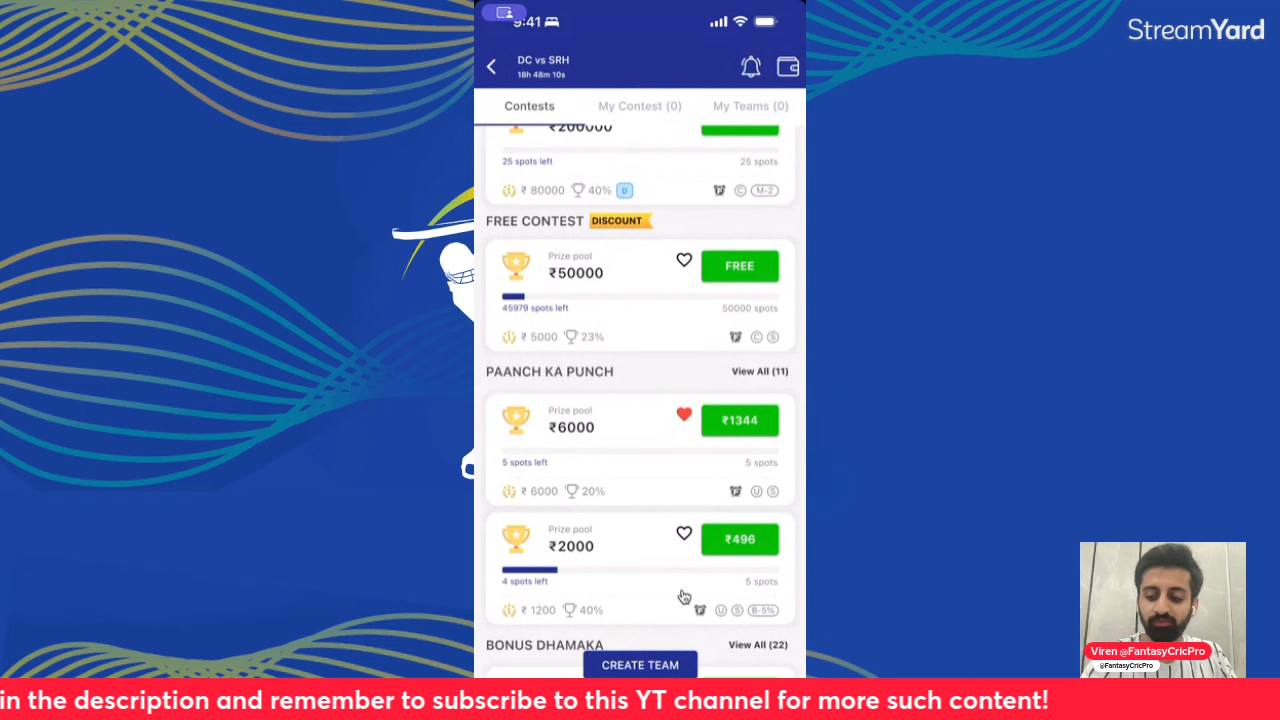 StreamYard
9:41
DC vs SRH
18h 48m 10s
Contests
My Contest (0)
My Teams (0)
₹200000
25 spots left
25 spots
₹ 80000
40%
D
C
M-2
FREE CONTEST
DISCOUNT
Prize pool
₹50000
FREE
45979 spots left
50000 spots
₹ 5000
23%
C
S
PAANCH KA PUNCH
View All (11)
Prize pool
₹6000
₹1344
5 spots left
5 spots
₹ 6000
20%
U
S
Prize pool
₹2000
₹496
4 spots left
5 spots
₹ 1200
40%
U
S
B-5%
BONUS DHAMAKA
View All (22)
CREATE TEAM
Viren @FantasyCricPro
@FantasyCricPro
in the description and remember to subscribe to this YT channel for more such content!